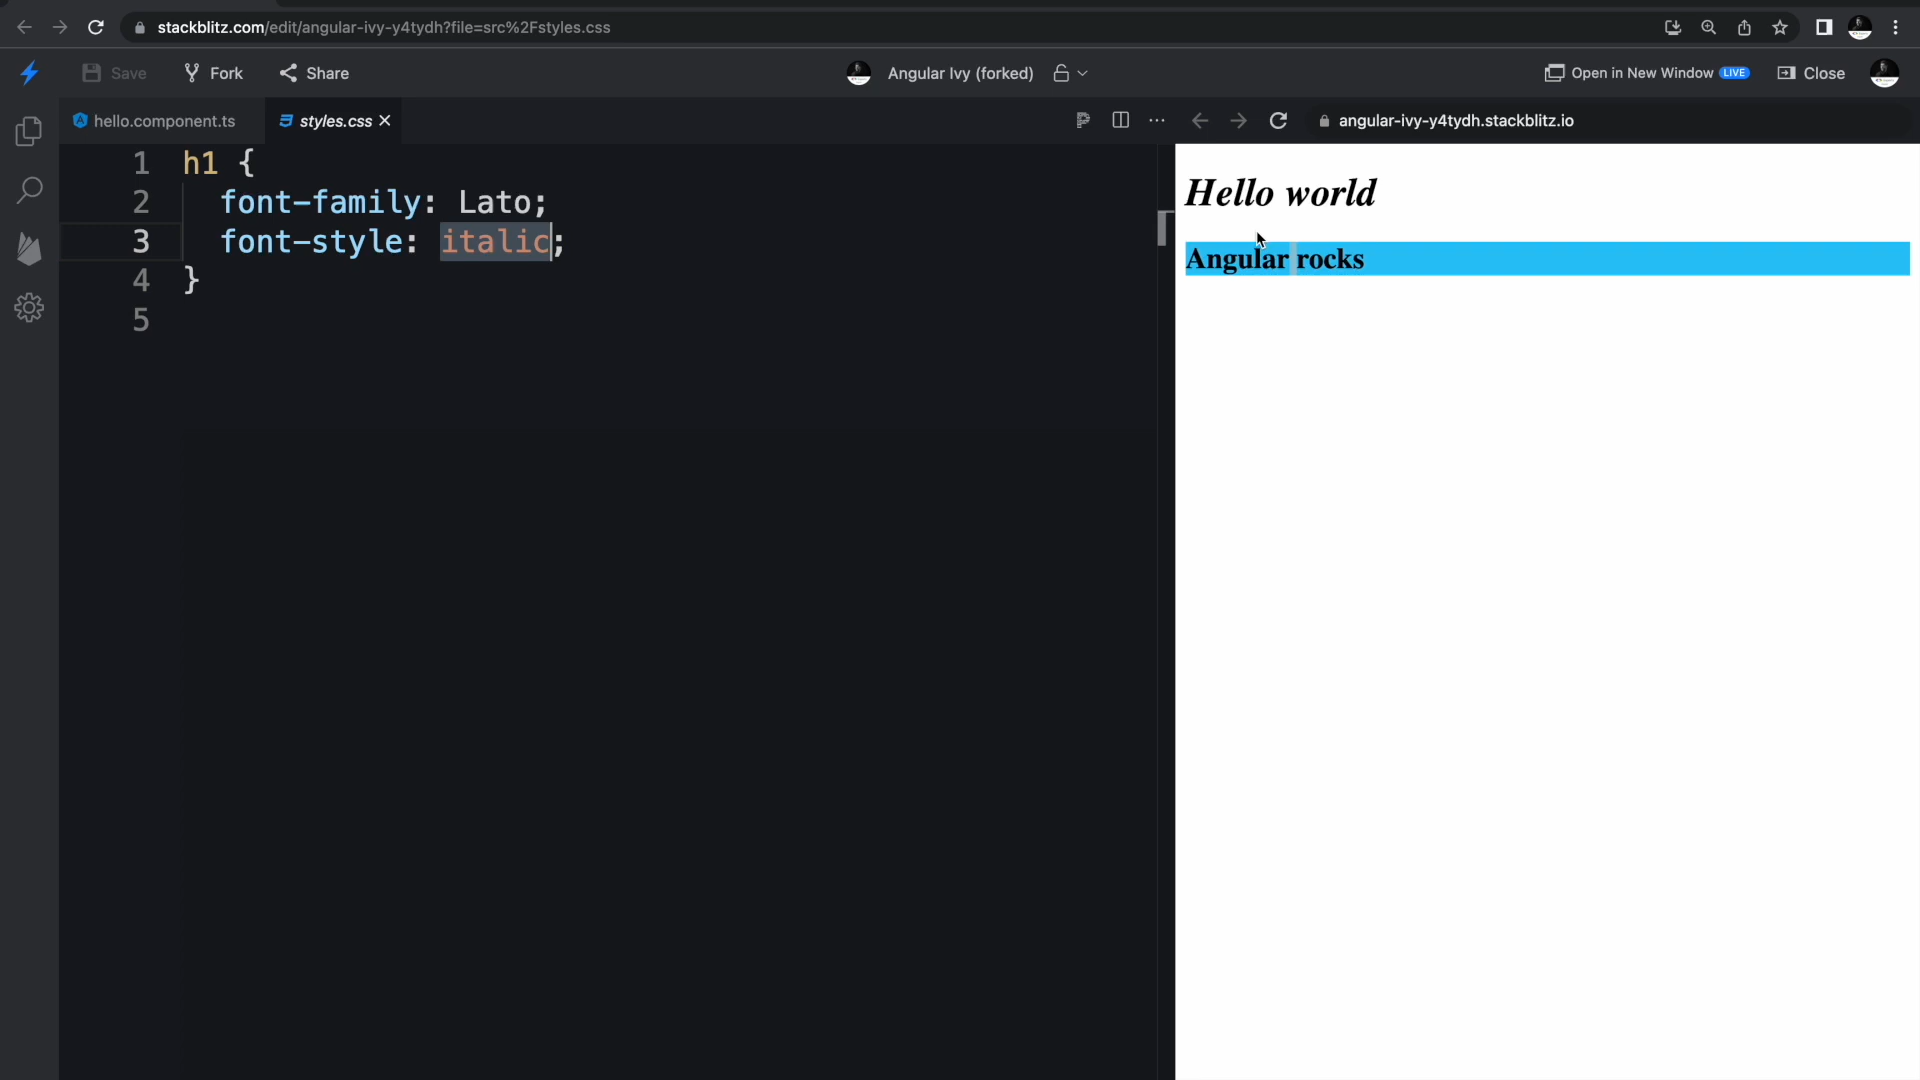 stackblitz.com/edit/angular-ivy-y4tydh?file=src%2Fstyles.css
Save Fork Share Angular Ivy (forked) Open in New Window LIVE Close
hello.component.ts styles.css angular-ivy-y4tydh.stackblitz.io
1 h1 {
2 font-family: Lato;
3 font-style: italic;
4 }
5
Hello world
Angular rocks